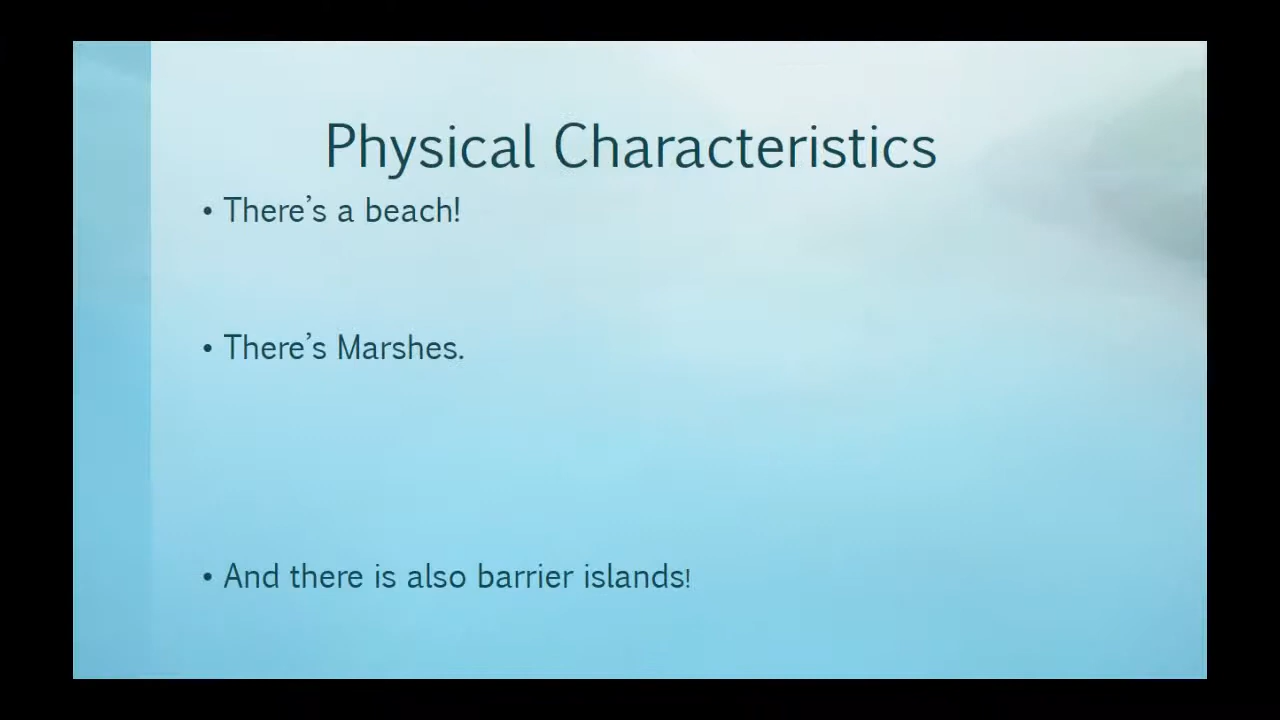 Physical Characteristics
• There’s a beach!
• There’s Marshes.
• And there is also barrier islands!